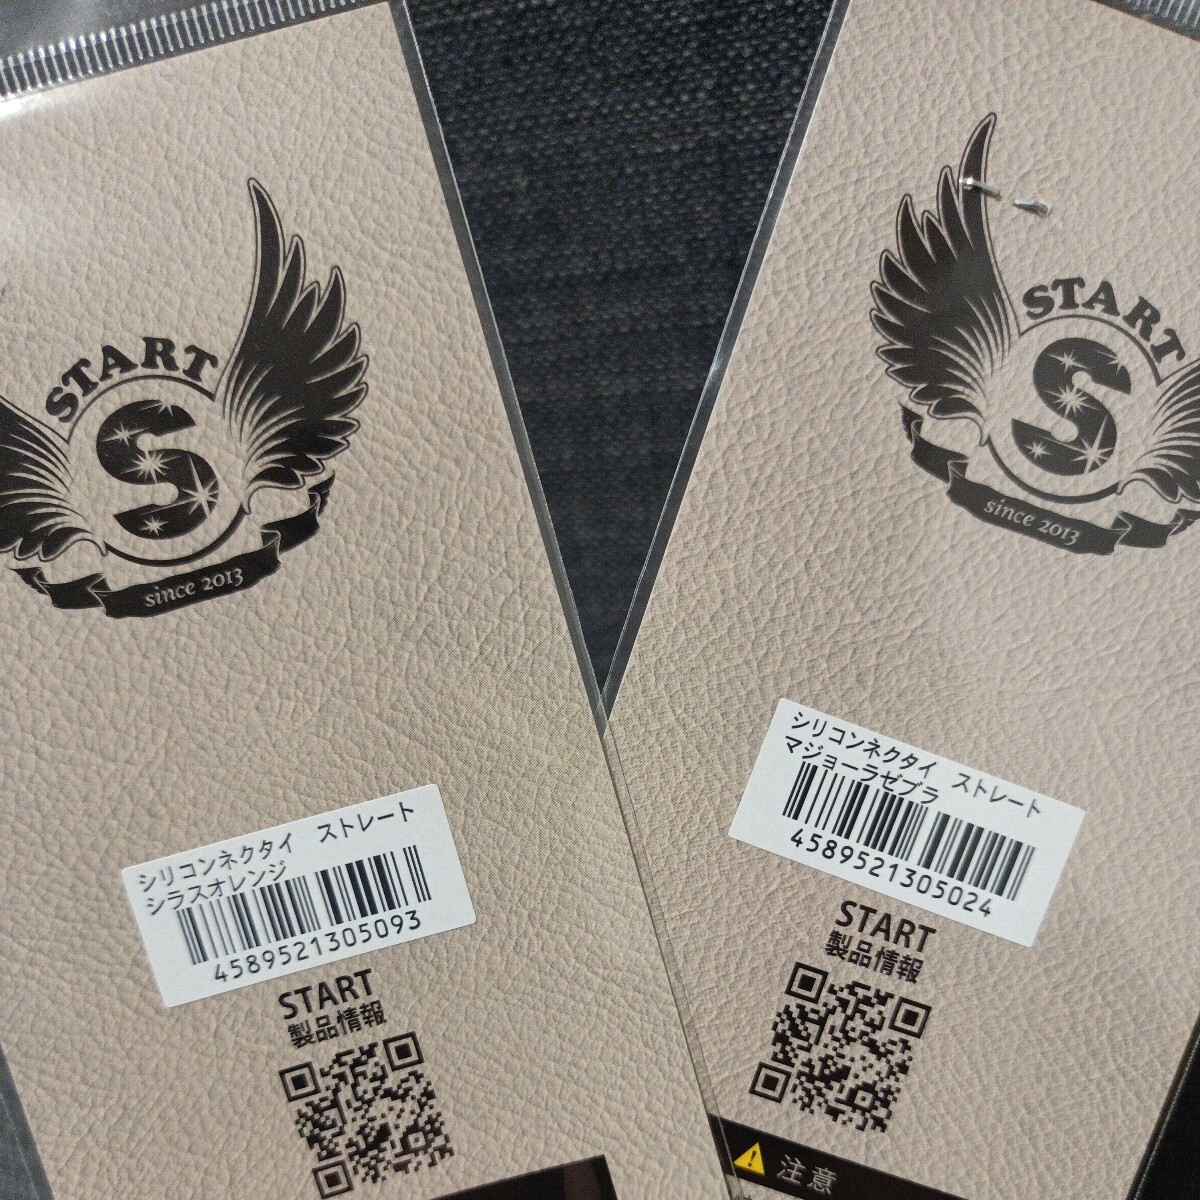 START
S
since 2013
シリコンネクタイ ストレート
シラスオレンジ
4589521305093
START
製品情報
START
S
since 2013
シリコンネクタイ ストレート
マジョーラゼブラ
4589521305024
START
製品情報
注意